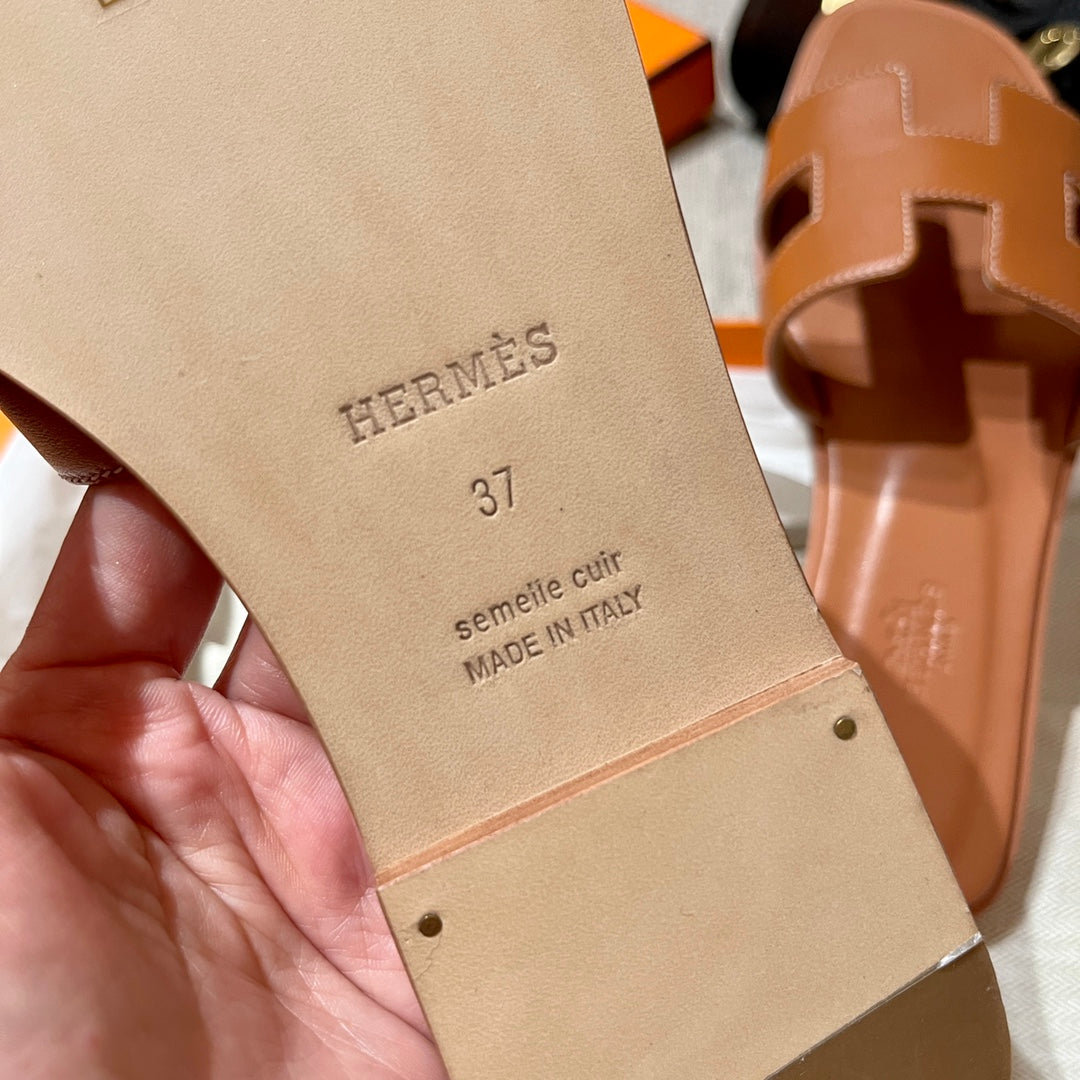 HERMÈS
37
semelle cuir
MADE IN ITALY